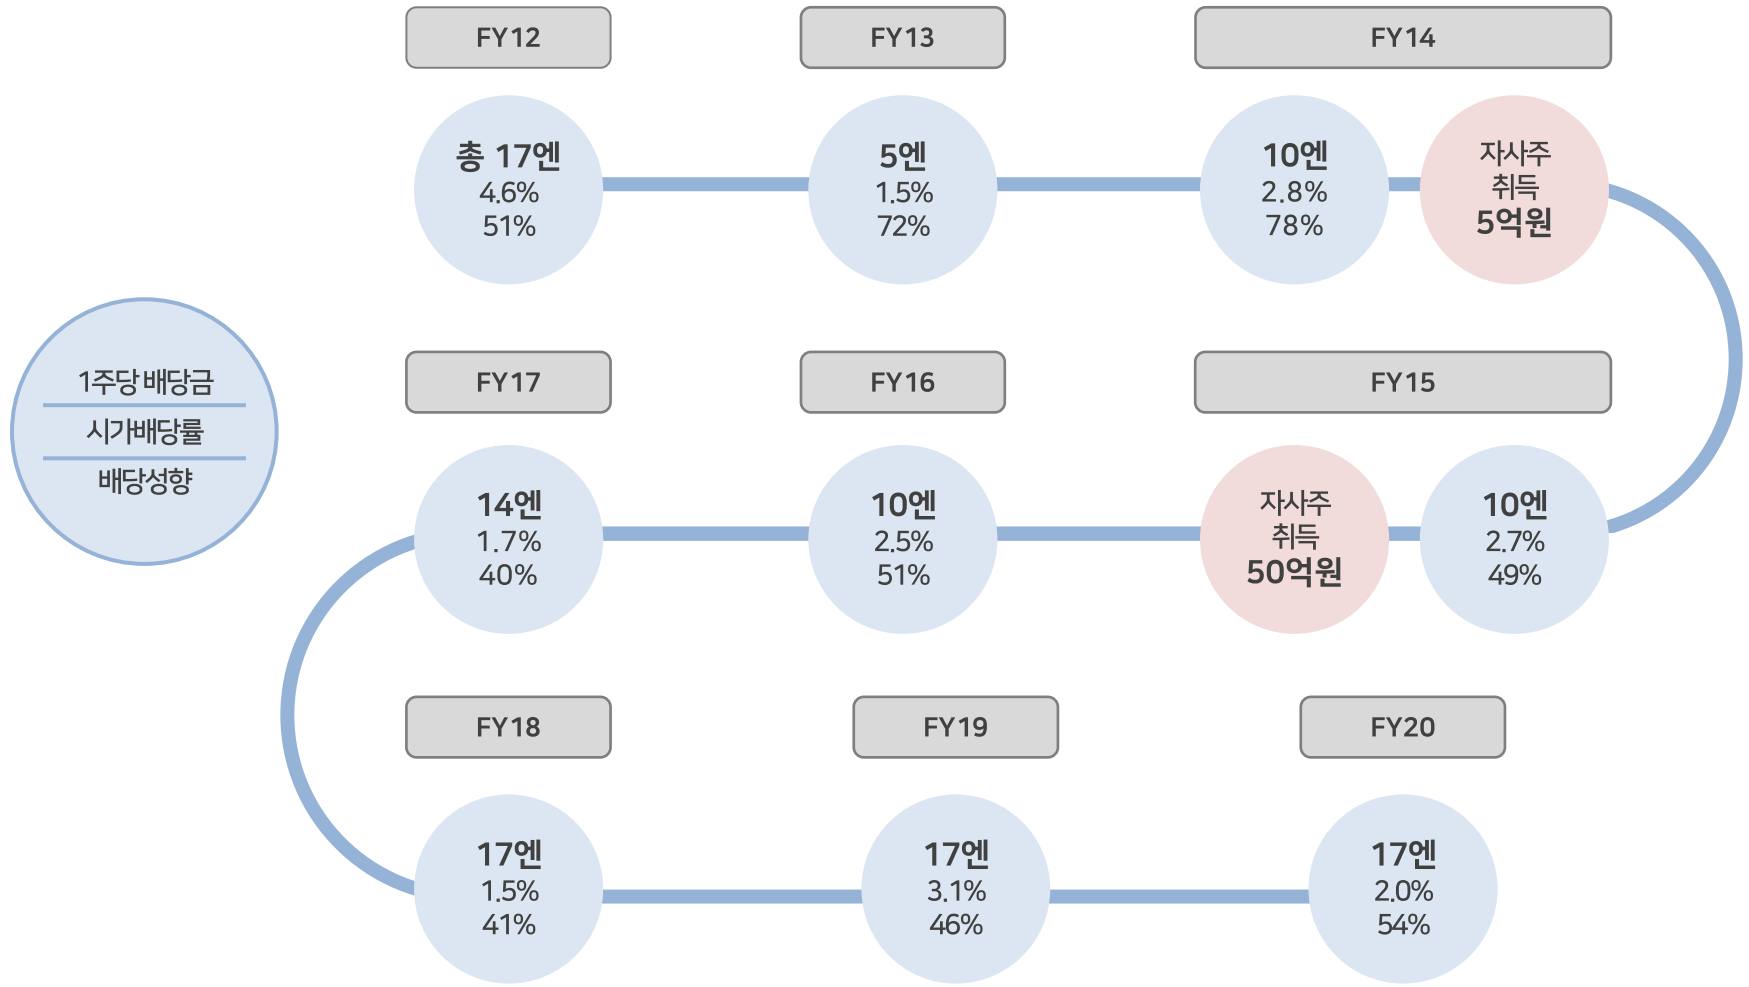 FY12
FY13
FY14
총 17엔
4.6%
51%
5엔
1.5%
72%
10엔
2.8%
78%
자사주
취득
5억원
1주당 배당금
시가배당률
배당성향
FY17
FY16
FY15
14엔
1.7%
40%
10엔
2.5%
51%
자사주
취득
50억원
10엔
2.7%
49%
FY18
FY19
FY20
17엔
1.5%
41%
17엔
3.1%
46%
17엔
2.0%
54%